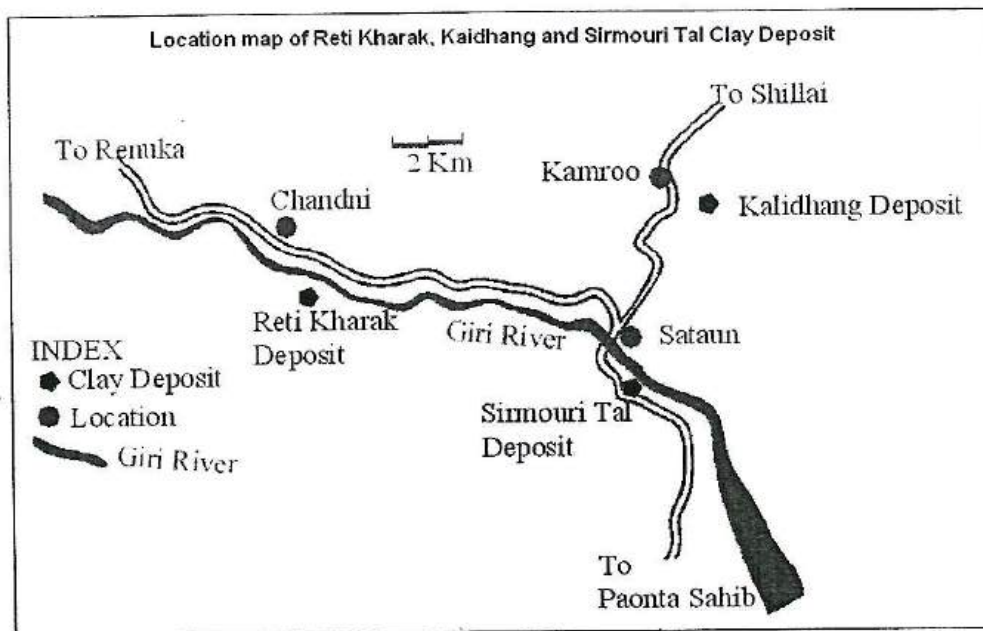 Location map of Reti Kharak, Kaidhang and Sirmouri Tal Clay Deposit
To Shillai
To Renuka
2 Km
Kamroo
Chandni
Kalidhang Deposit
Reti Kharak
Deposit
Giri River
Sataun
INDEX
Clay Deposit
Location
Giri River
Sirmouri Tal
Deposit
To
Paonta Sahib